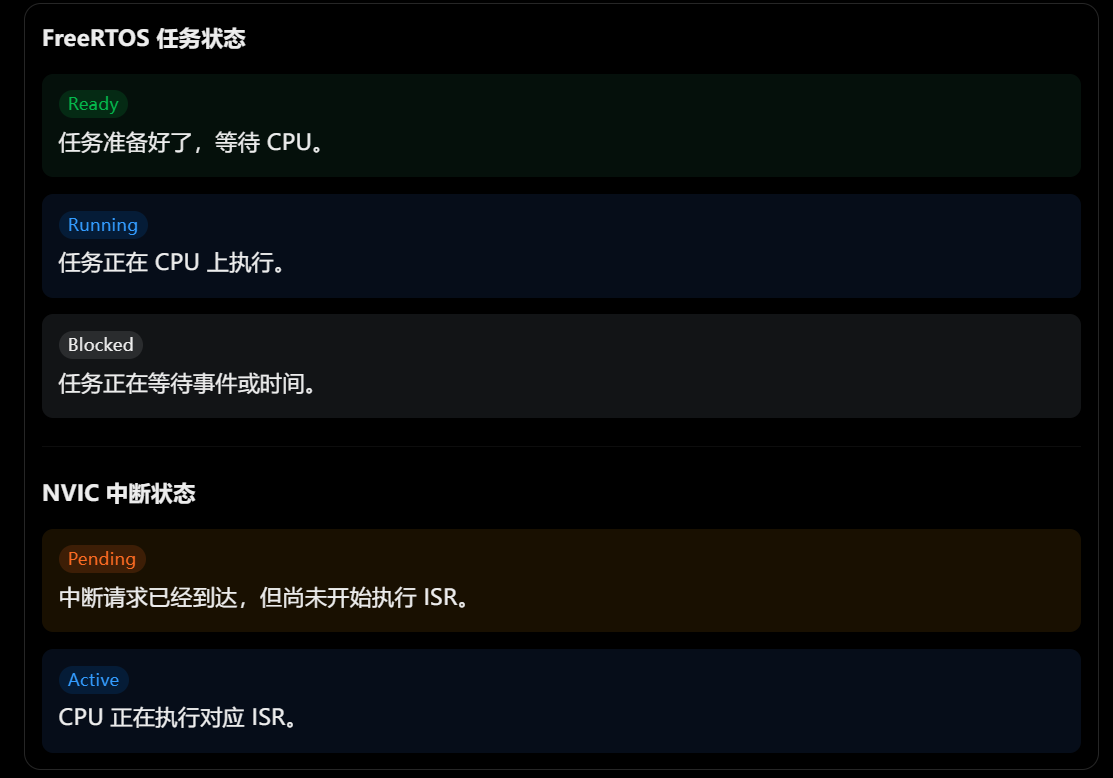 FreeRTOS 任务状态
Ready
任务准备好了，等待 CPU。
Running
任务正在 CPU 上执行。
Blocked
任务正在等待事件或时间。
NVIC 中断状态
Pending
中断请求已经到达，但尚未开始执行 ISR。
Active
CPU 正在执行对应 ISR。